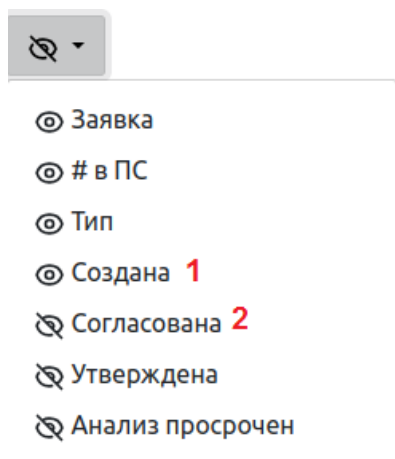 Заявка
# в ПС
Тип
Создана 1
Согласована 2
Утверждена
Анализ просрочен